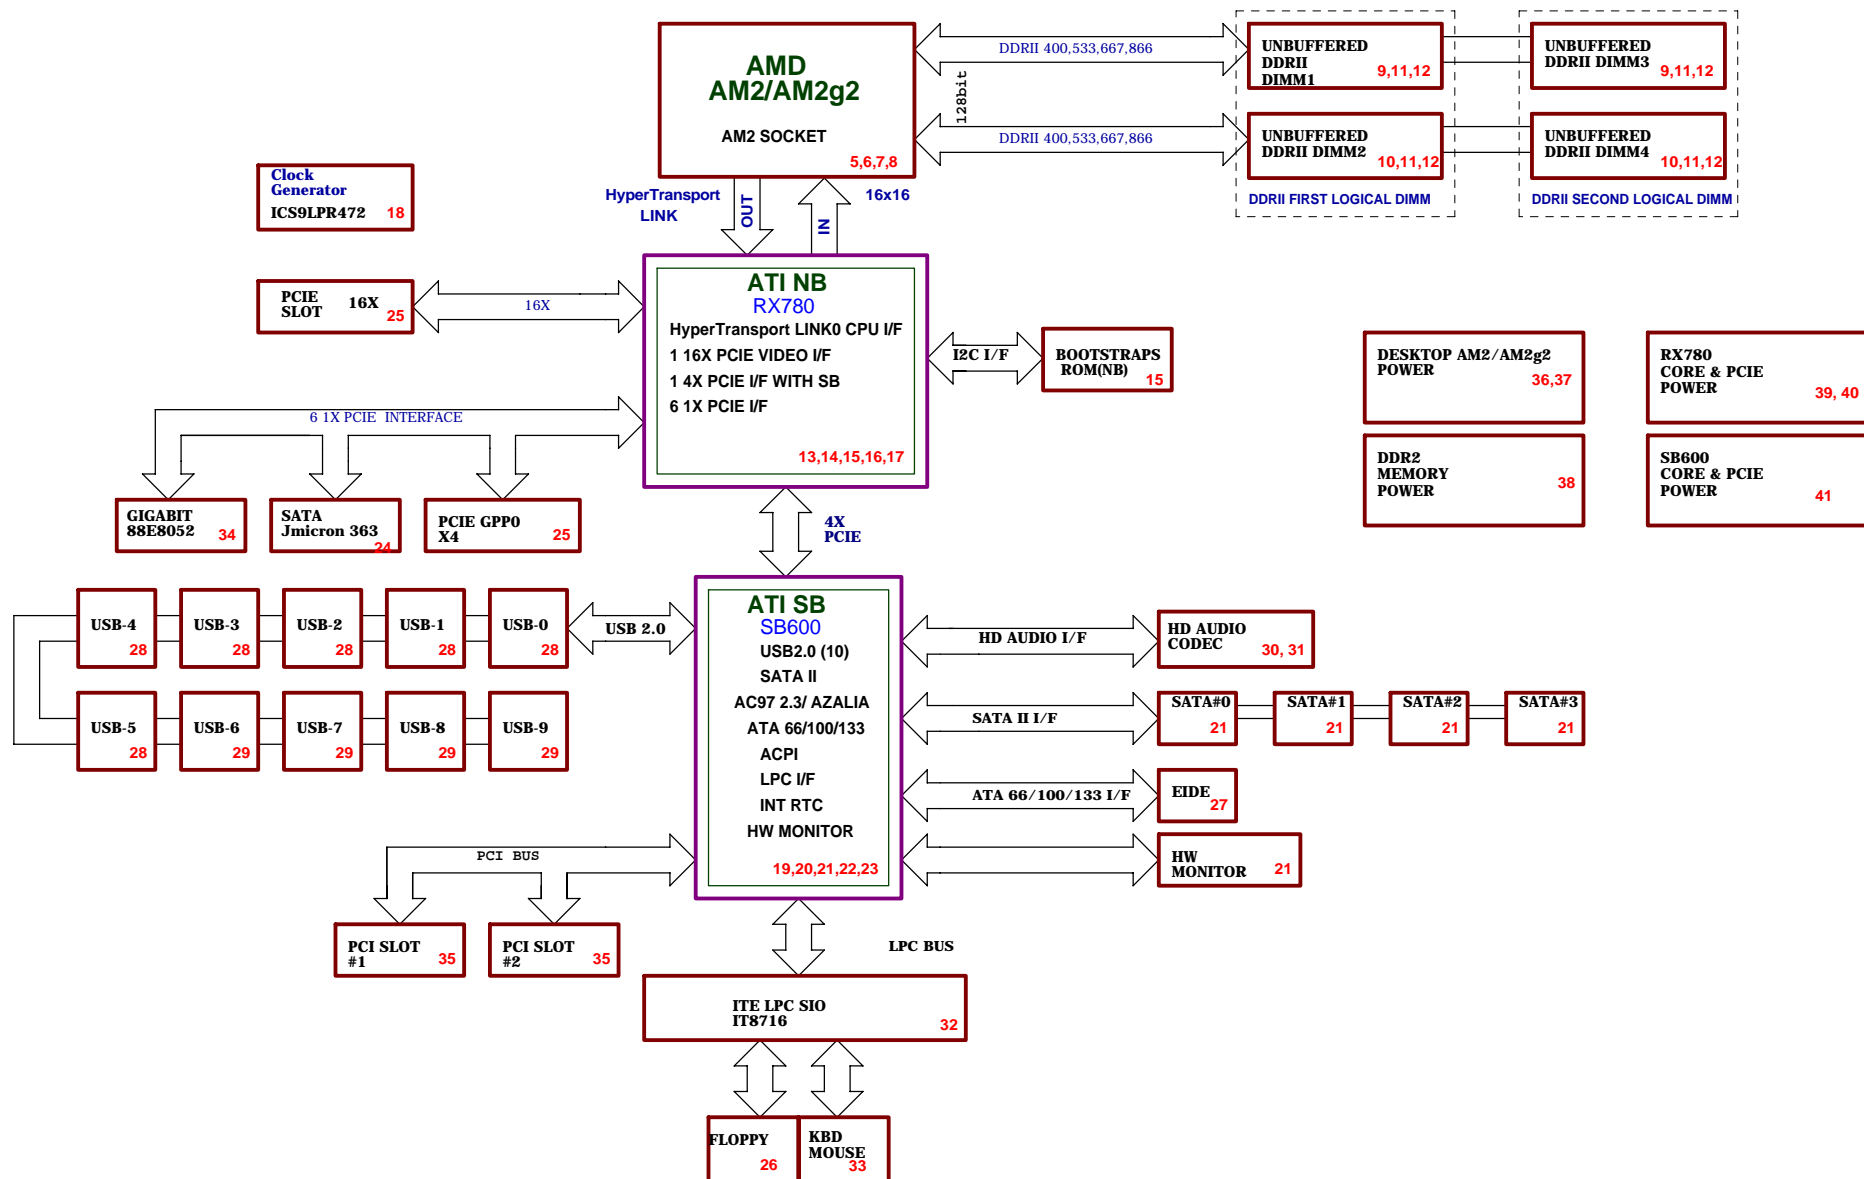 AMD
AM2/AM2g2
AM2 SOCKET
5,6,7,8
DDRII 400,533,667,866
128bit
DDRII 400,533,667,866
UNBUFFERED
DDRII
DIMM1
9,11,12
UNBUFFERED
DDRII DIMM3
9,11,12
UNBUFFERED
DDRII DIMM2
10,11,12
UNBUFFERED
DDRII DIMM4
10,11,12
DDRII FIRST LOGICAL DIMM
DDRII SECOND LOGICAL DIMM
Clock
Generator
ICS9LPR472
18
HyperTransport
LINK
OUT
IN
16x16
PCIE
SLOT
16X
25
16X
ATI NB
RX780
HyperTransport LINK0 CPU I/F
1 16X PCIE VIDEO I/F
1 4X PCIE I/F WITH SB
6 1X PCIE I/F
13,14,15,16,17
I2C I/F
BOOTSTRAPS
ROM(NB)
15
DESKTOP AM2/AM2g2
POWER
36,37
RX780
CORE & PCIE
POWER
39, 40
DDR2
MEMORY
POWER
38
SB600
CORE & PCIE
POWER
41
6 1X PCIE INTERFACE
GIGABIT
88E8052
34
SATA
Jmicron 363
24
PCIE GPP0
X4
25
4X
PCIE
USB-4
28
USB-3
28
USB-2
28
USB-1
28
USB-0
28
USB 2.0
USB-5
28
USB-6
29
USB-7
29
USB-8
29
USB-9
29
ATI SB
SB600
USB2.0 (10)
SATA II
AC97 2.3/ AZALIA
ATA 66/100/133
ACPI
LPC I/F
INT RTC
HW MONITOR
19,20,21,22,23
HD AUDIO I/F
HD AUDIO
CODEC
30, 31
SATA II I/F
SATA#0
21
SATA#1
21
SATA#2
21
SATA#3
21
ATA 66/100/133 I/F
EIDE
27
HW
MONITOR
21
PCI BUS
PCI SLOT
#1
35
PCI SLOT
#2
35
LPC BUS
ITE LPC SIO
IT8716
32
FLOPPY
26
KBD
MOUSE
33